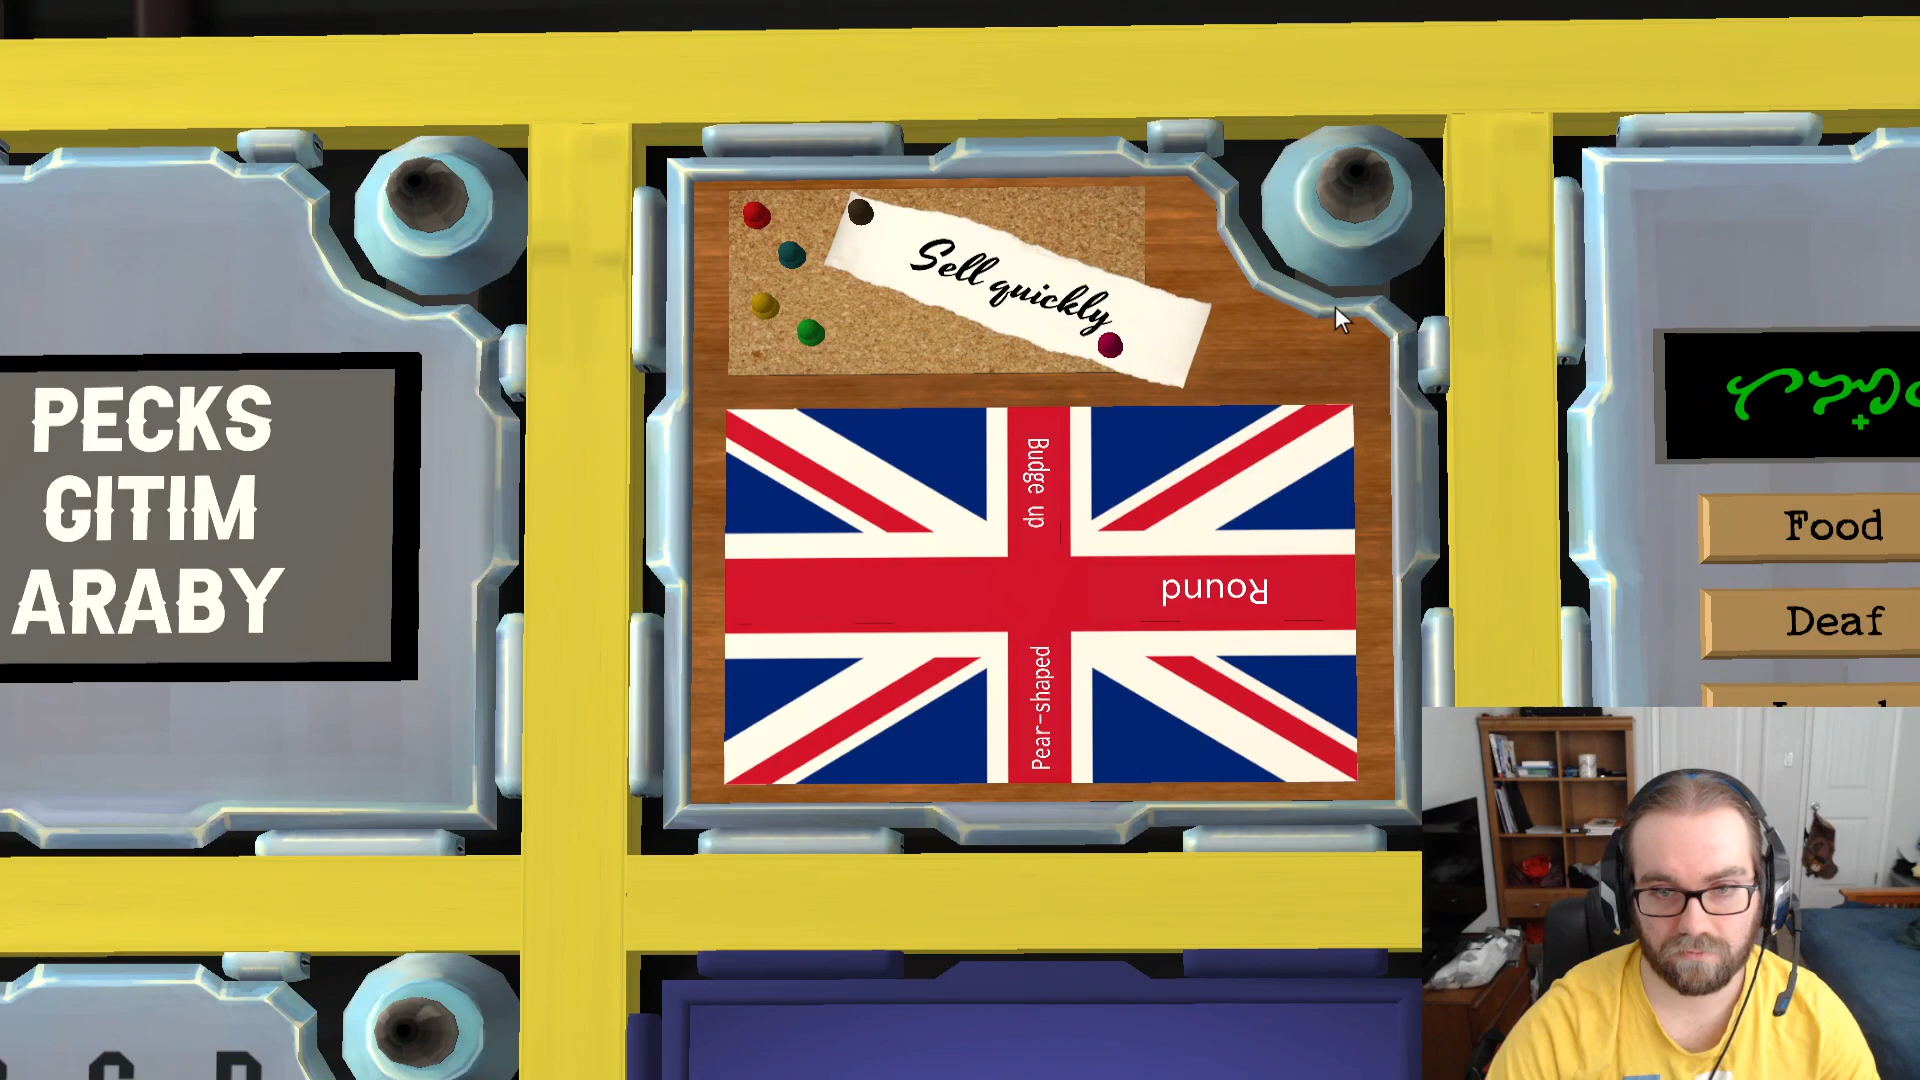 PECKS
GITIM
ARABY
Sell quickly
Budge up
Round
Pear-shaped
Food
Deaf